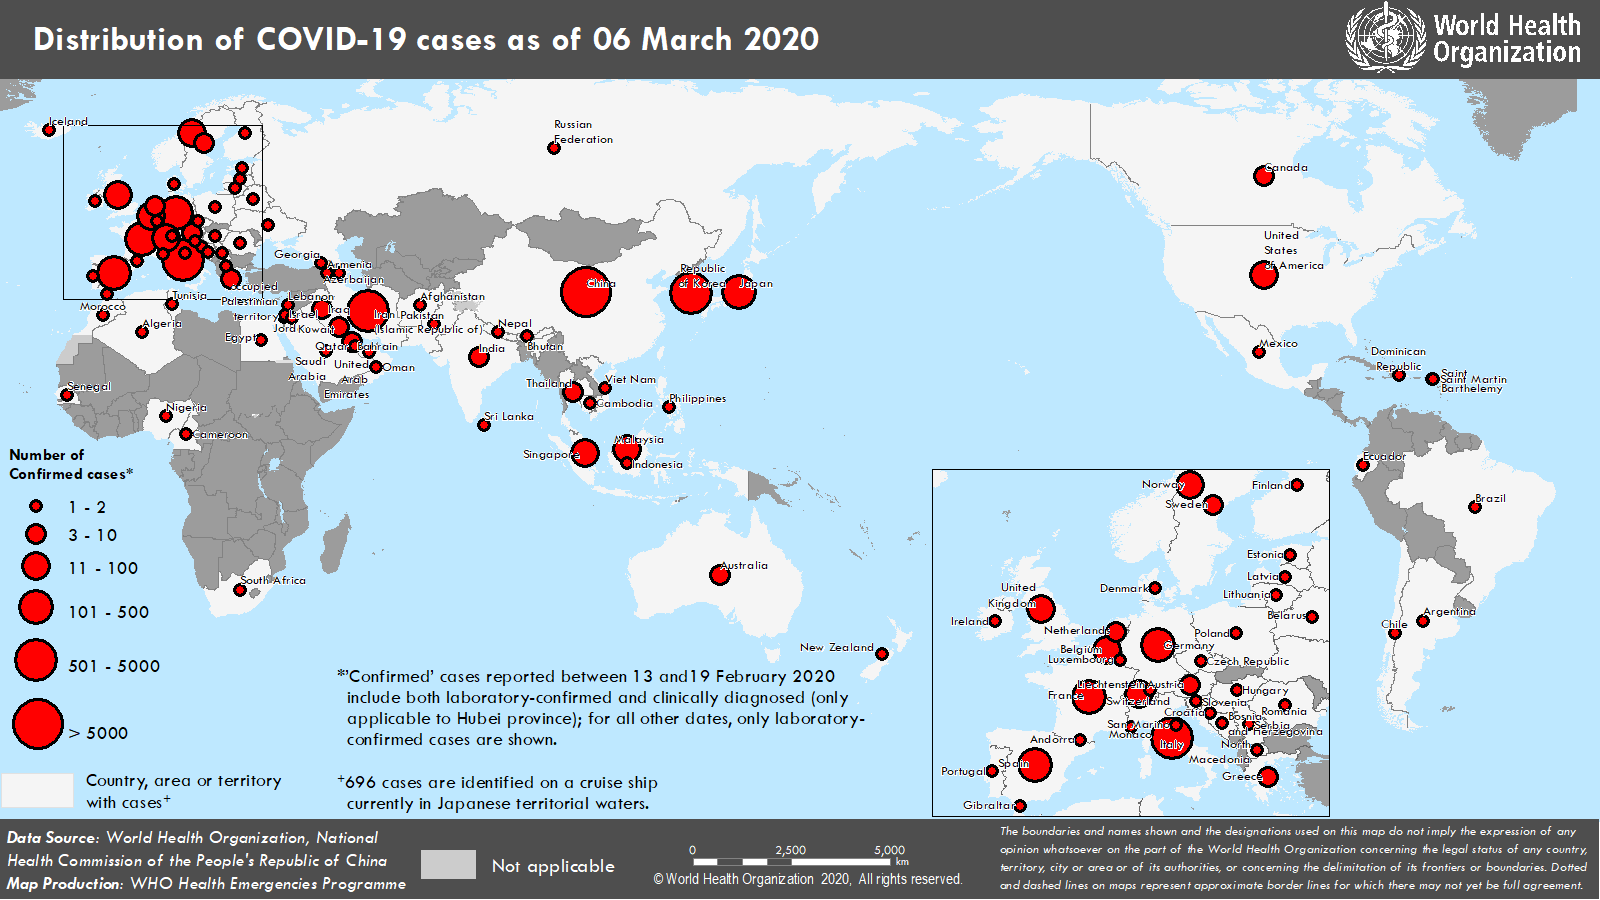 Distribution of COVID-19 cases as of 06 March 2020
World Health
Organization
Iceland
Russian
Federation
Canada
United
States
of America
Mexico
Dominican
Republic
Saint
Saint Martin
Barthelemy
Georgia
Armenia
Azerbaijan
China
Republic
of Korea
Japan
occupied
Palestinian
territory
Tunisia
Lebanon
Israel
Iraq
Iran
(Islamic Republic of)
Afghanistan
Pakistan
Morocco
Algeria
Jord
Kuwait
Egypt
Qatar
Bahrain
Nepal
Bhutan
India
Saudi
Arabia
United
Arab
Emirates
Oman
Thailand
Viet Nam
Cambodia
Philippines
Senegal
Nigeria
Cameroon
Sri Lanka
Singapore
Malaysia
Indonesia
Ecuador
Brazil
Australia
South Africa
New Zealand
Chile
Argentina
Number of
Confirmed cases*
1 - 2
3 - 10
11 - 100
101 - 500
501 - 5000
> 5000
Country, area or territory
with cases+
Norway
Sweden
Finland
Estonia
Latvia
Lithuania
Belarus
Denmark
United
Kingdom
Ireland
Netherlands
Belgium
Luxembourg
Germany
Poland
Czech Republic
Liechtenstein
Austria
France
Switzerland
Hungary
Slovenia
Croatia
Romania
Bosnia
and Herzegovina
Serbia
San Marino
Monaco
Italy
Andorra
North
Macedonia
Spain
Portugal
Greece
Gibraltar
*'Confirmed' cases reported between 13 and19 February 2020
include both laboratory-confirmed and clinically diagnosed (only
applicable to Hubei province); for all other dates, only laboratory-
confirmed cases are shown.
+696 cases are identified on a cruise ship
currently in Japanese territorial waters.
Data Source: World Health Organization, National
Health Commission of the People's Republic of China
Map Production: WHO Health Emergencies Programme
Not applicable
0 2,500 5,000
km
© World Health Organization 2020, All rights reserved.
The boundaries and names shown and the designations used on this map do not imply the expression of any
opinion whatsoever on the part of the World Health Organization concerning the legal status of any country,
territory, city or area or of its authorities, or concerning the delimitation of its frontiers or boundaries. Dotted
and dashed lines on maps represent approximate border lines for which there may not yet be full agreement.